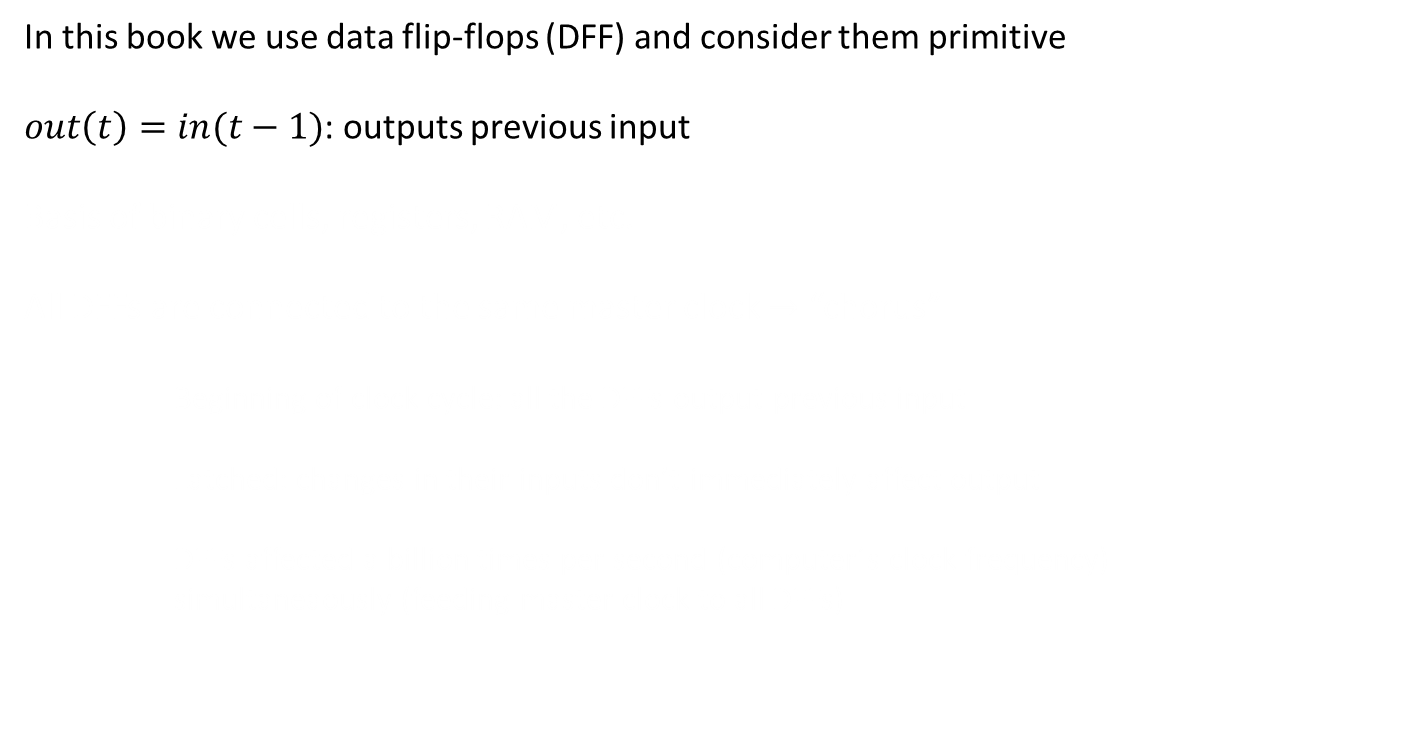 In this book we use data flip-flops (DFF) and consider them primitive
out(t) = in(t − 1): outputs previous input